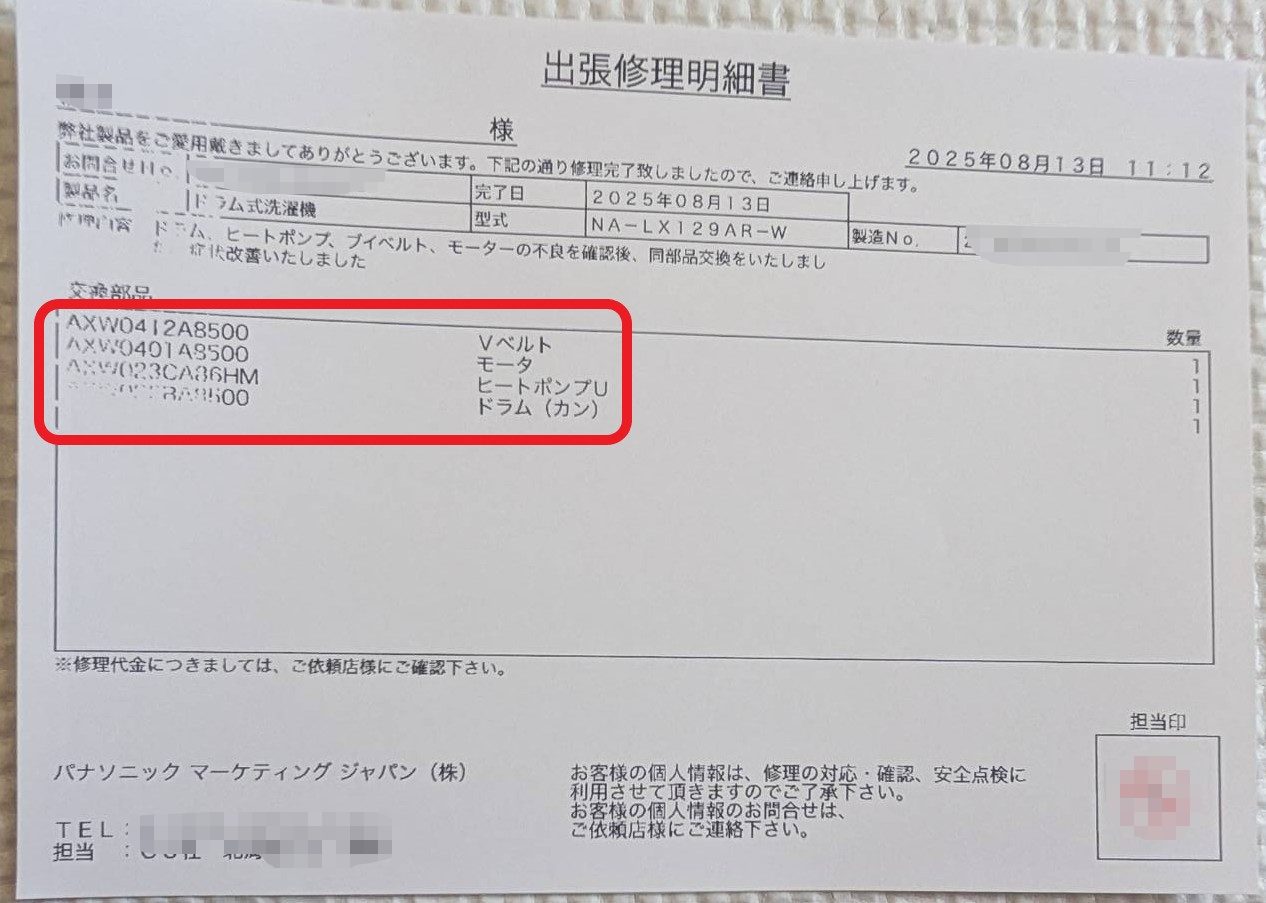 出張修理明細書
様
弊社製品をご愛用戴きましてありがとうございます。下記の通り修理完了致しましたので、ご連絡申し上げます。
2025年08月13日 11:12
お問合せNo. 完了日 2025年08月13日
製品名 ドラム式洗濯機 型式 NA-LX129AR-W 製造No.
修理内容 ドラム、ヒートポンプ、ブイベルト、モーターの不良を確認後、同部品交換をいたしまし
た 症状改善いたしました
交換部品 数量
AXW0412A8500 Vベルト 1
AXW0401A8500 モータ 1
AXW023CA86HM ヒートポンプU 1
ドラム（カン） 1
※修理代金につきましては、ご依頼店様にご確認下さい。
担当印
パナソニック マーケティング ジャパン（株）
お客様の個人情報は、修理の対応・確認、安全点検に
利用させて頂きますのでご了承下さい。
お客様の個人情報のお問合せは、
ご依頼店様にご連絡下さい。
TEL:
担当 :